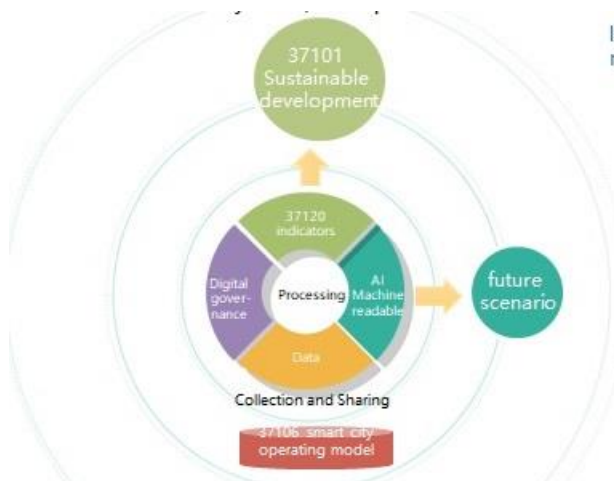 37101
Sustainable
development
37120
indicators
Digital
gover-
nance
Processing
AI
Machine
readable
future
scenario
Data
Collection and Sharing
37106 smart city
operating model